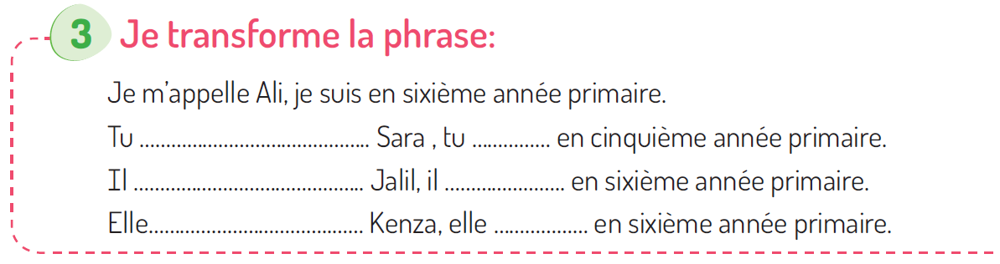 3 Je transforme la phrase:
Je m'appelle Ali, je suis en sixième année primaire.
Tu ............................................ Sara , tu ............... en cinquième année primaire.
Il ............................................ Jalil, il ....................... en sixième année primaire.
Elle......................................... Kenza, elle .................. en sixième année primaire.